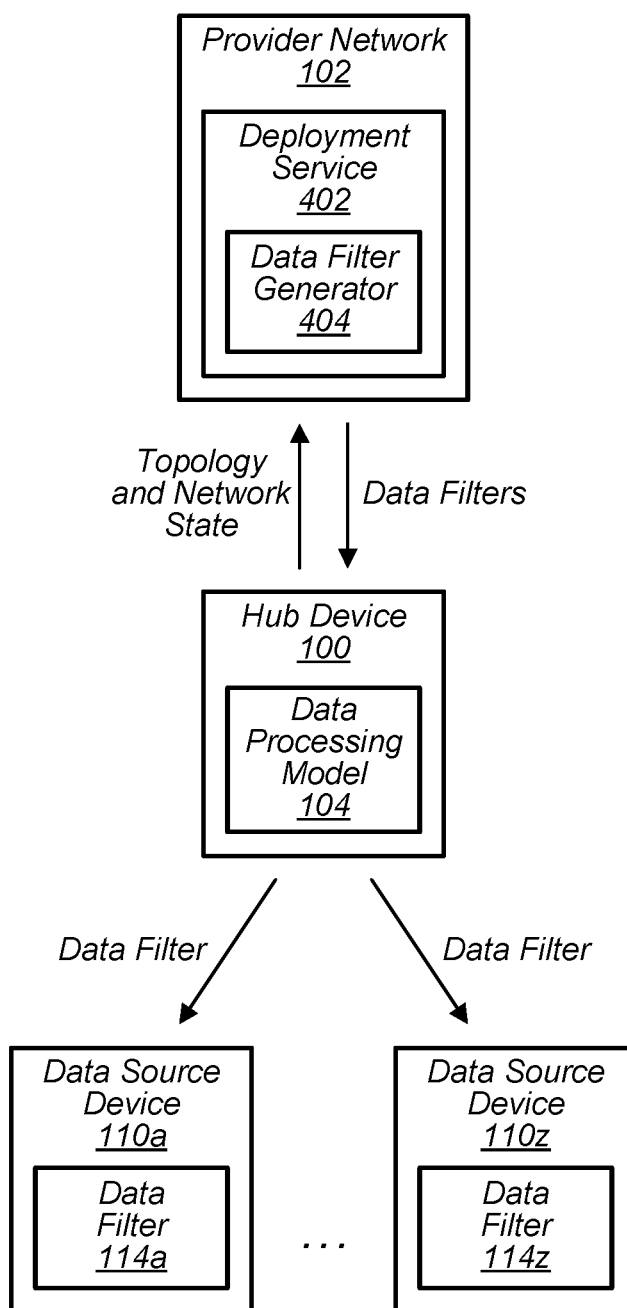 Provider Network
102
Deployment
Service
402
Data Filter
Generator
404
Topology
and Network
State
Data Filters
Hub Device
100
Data
Processing
Model
104
Data Filter
Data Filter
Data Source
Device
110a
Data
Filter
114a
...
Data Source
Device
110z
Data
Filter
114z